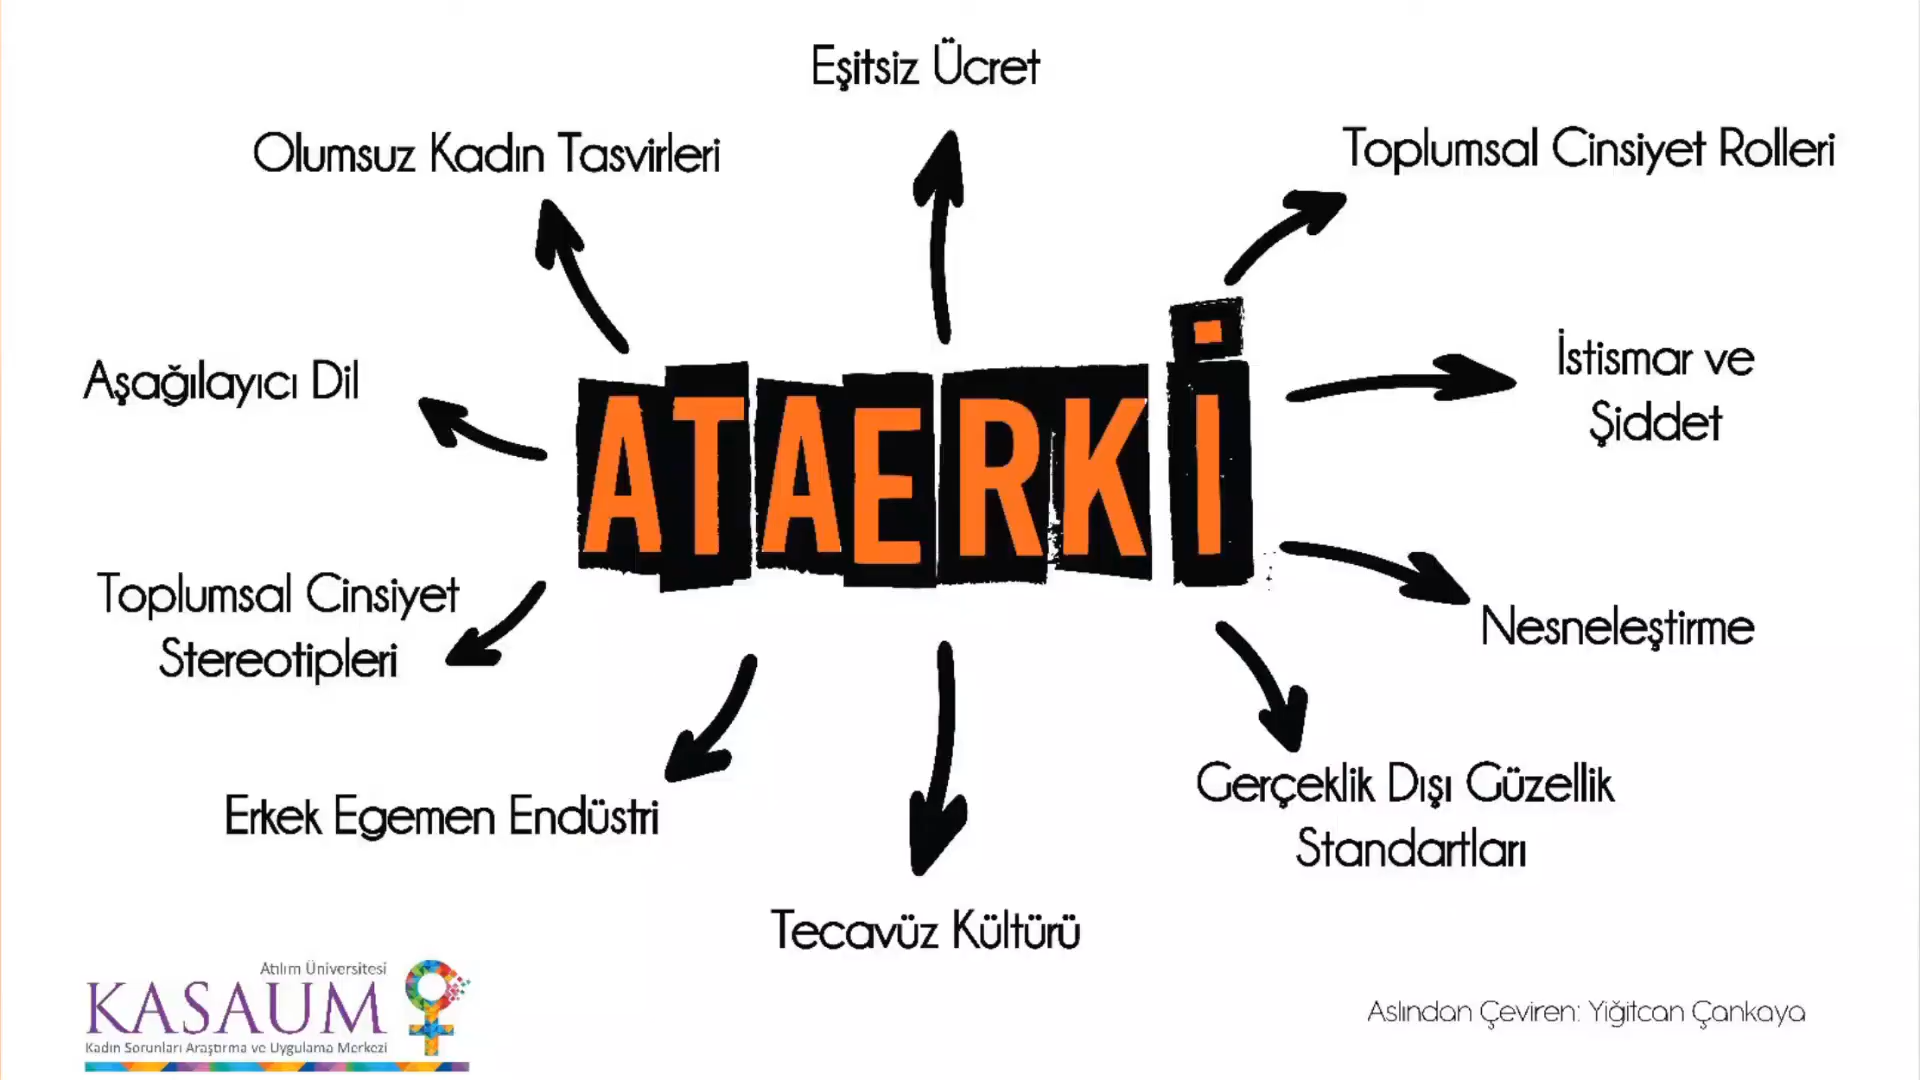 Eşitsiz Ücret
Olumsuz Kadın Tasvirleri
Toplumsal Cinsiyet Rolleri
Aşağılayıcı Dil
İstismar ve
Şiddet
ATAERKİ
Toplumsal Cinsiyet
Stereotipleri
Nesneleştirme
Erkek Egemen Endüstri
Gerçeklik Dışı Güzellik
Standartları
Tecavüz Kültürü
Atılım Üniversitesi
KASAUM
Kadın Sorunları Araştırma ve Uygulama Merkezi
Aslından Çeviren: Yiğitcan Çankaya